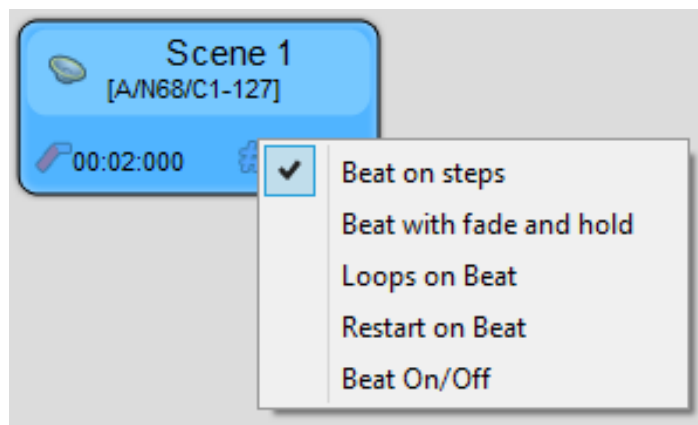 Scene 1
[A/N68/C1-127]
00:02:000
Beat on steps
Beat with fade and hold
Loops on Beat
Restart on Beat
Beat On/Off